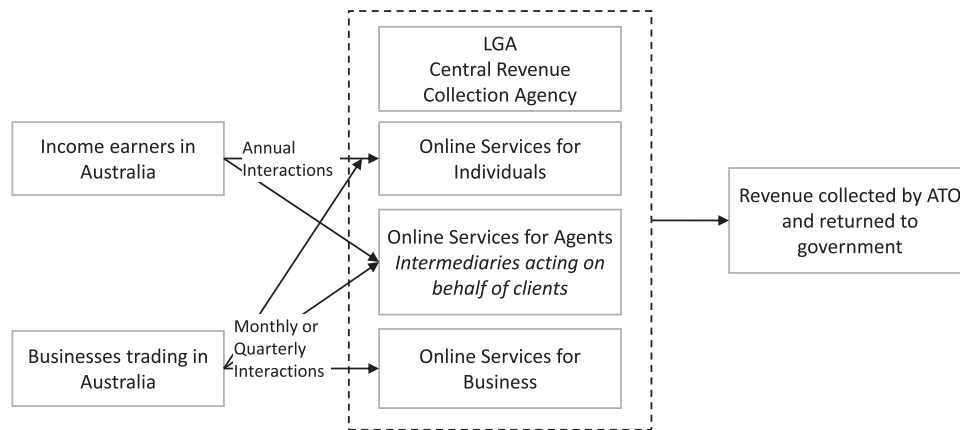 LGA
Central Revenue
Collection Agency
Income earners in
Australia
Annual
Interactions
Online Services for
Individuals
Revenue collected by ATO
and returned to
government
Online Services for Agents
Intermediaries acting on
behalf of clients
Monthly or
Quarterly
Interactions
Businesses trading in
Australia
Online Services for
Business